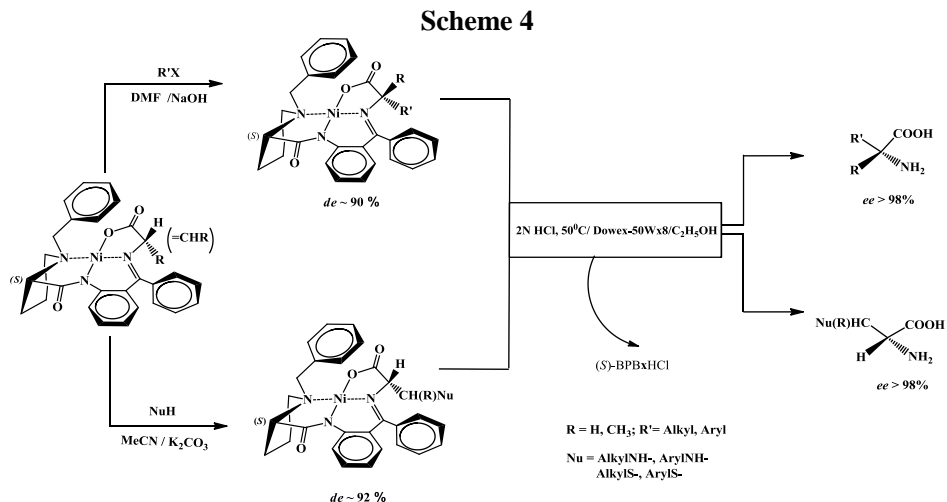 Scheme 4
R'X
DMF /NaOH
O
O
R
R'
N
Ni
N
(S)
N
O
de ~ 90 %
R'
COOH
R
NH2
ee > 98%
O
H
O
(=CHR)
R
N
Ni
N
(S)
N
O
2N HCl, 50⁰C/ Dowex-50Wx8/C2H5OH
(S)-BPBxHCl
Nu(R)HC
COOH
H
NH2
ee > 98%
NuH
MeCN / K2CO3
O
H
O
CH(R)Nu
N
Ni
N
(S)
N
O
de ~ 92 %
R = H, CH3; R'= Alkyl, Aryl
Nu = AlkylNH-, ArylNH-
AlkylS-, ArylS-